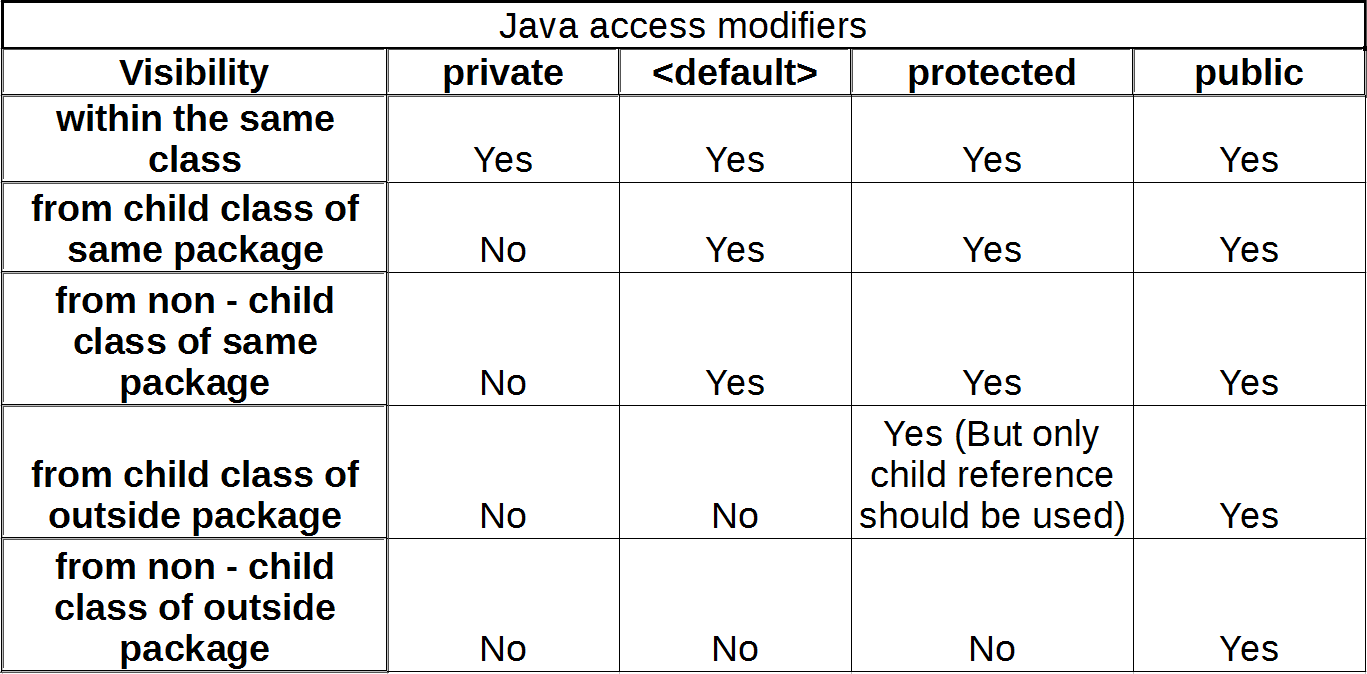 Java access modifiers
Visibility private <default> protected public
within the same
class Yes Yes Yes Yes
from child class of
same package No Yes Yes Yes
from non - child
class of same
package No Yes Yes Yes
Yes (But only
from child class of child reference
outside package No No should be used) Yes
from non - child
class of outside
package No No No Yes